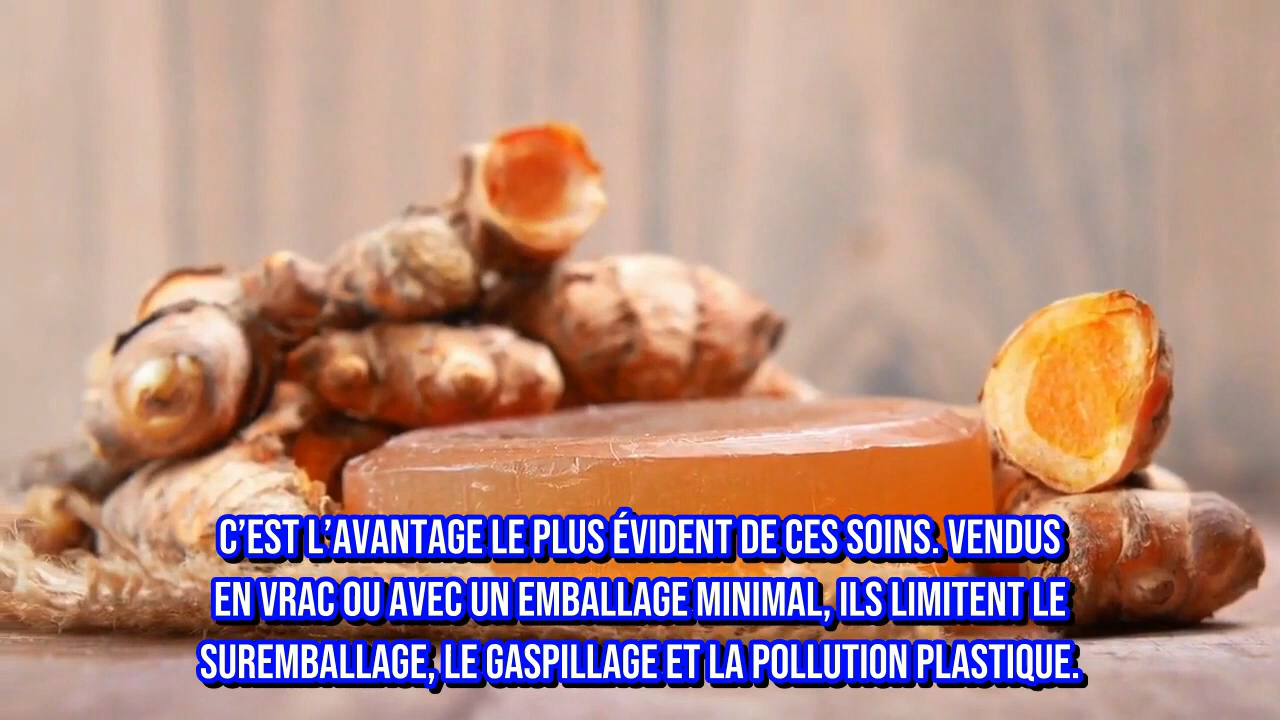 C’EST L’AVANTAGE LE PLUS ÉVIDENT DE CES SOINS. VENDUS
EN VRAC OU AVEC UN EMBALLAGE MINIMAL, ILS LIMITENT LE
SUREMBALLAGE, LE GASPILLAGE ET LA POLLUTION PLASTIQUE.